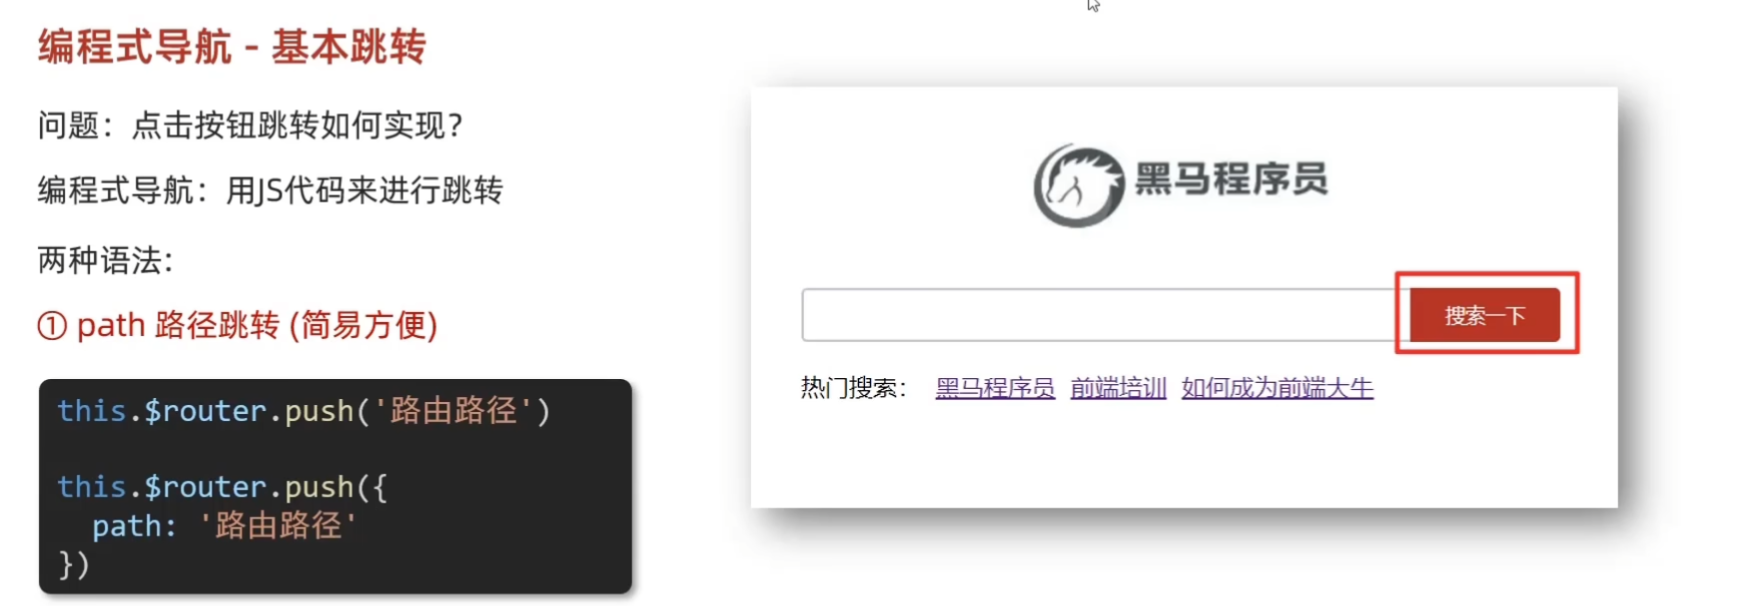 编程式导航 - 基本跳转
问题：点击按钮跳转如何实现？
编程式导航：用JS代码来进行跳转
两种语法：
① path 路径跳转 (简易方便)
this.$router.push('路由路径')
this.$router.push({
  path: '路由路径'
})
黑马程序员
搜索一下
热门搜索： 黑马程序员 前端培训 如何成为前端大牛